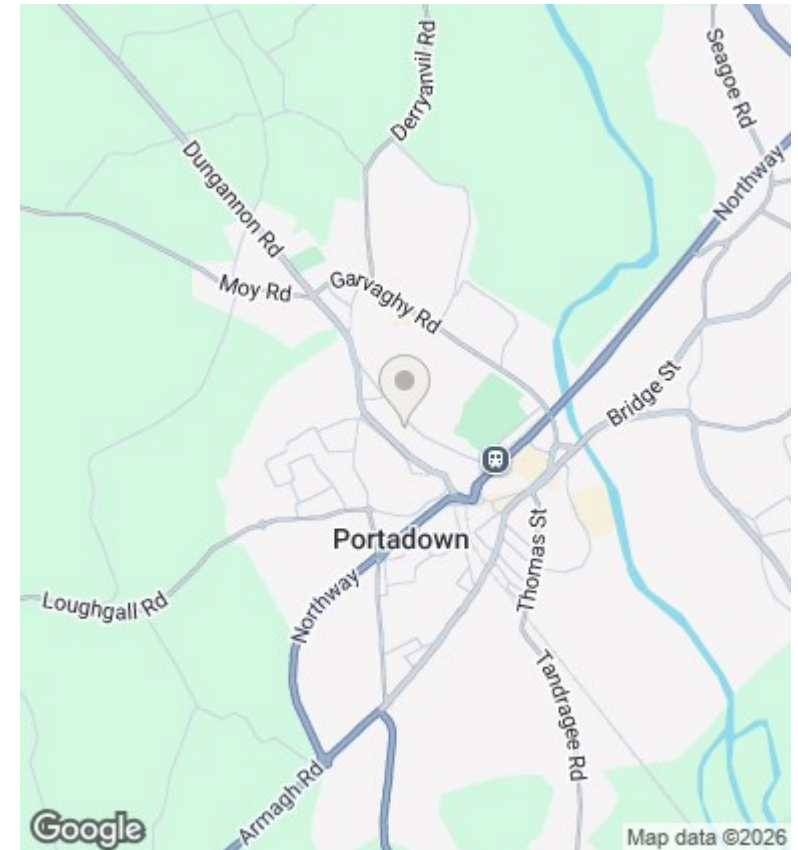 Seagoe Rd
Derryanvil Rd
Northway
Dungannon Rd
Moy Rd
Garvaghy Rd
Bridge St
Portadown
Thomas St
Loughgall Rd
Northway
Tandragee Rd
Armagh Rd
Google
Map data ©2026